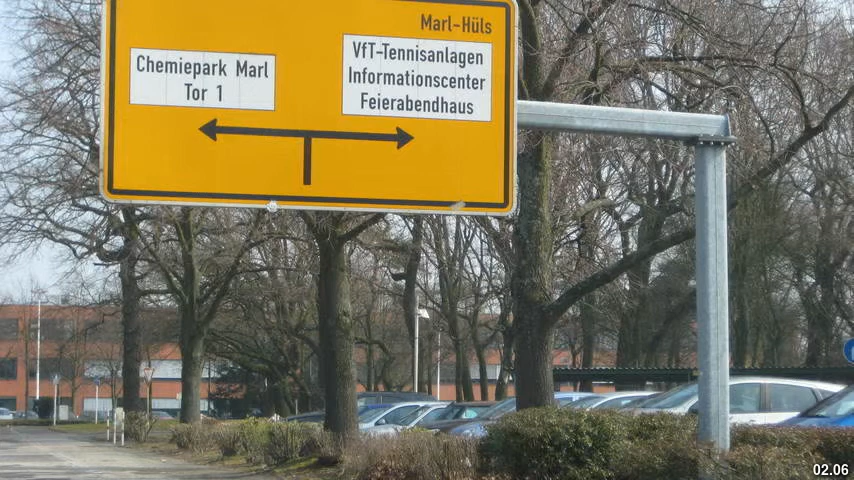 Marl-Hüls
Chemiepark Marl
Tor 1
VfT-Tennisanlagen
Informationscenter
Feierabendhaus
02.06